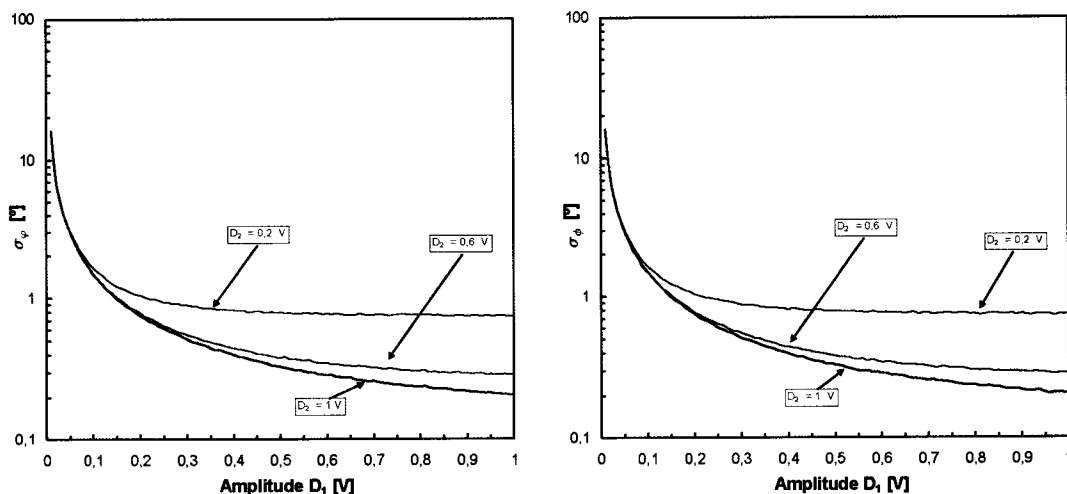 100
10
1
0,1
σφ [º]
D₂ = 0,2 V
D₂ = 0,6 V
D₂ = 1 V
0 0,1 0,2 0,3 0,4 0,5 0,6 0,7 0,8 0,9 1
Amplitude D₁ [V]
100
10
1
0,1
σϕ [º]
D₂ = 0,6 V
D₂ = 0,2 V
D₂ = 1 V
0 0,1 0,2 0,3 0,4 0,5 0,6 0,7 0,8 0,9 1
Amplitude D₁ [V]